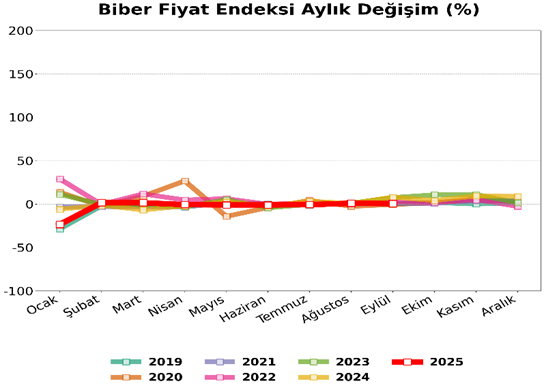 Biber Fiyat Endeksi Aylık Değişim (%)
200
150
100
50
0
-50
-100
Ocak Şubat Mart Nisan Mayıs Haziran Temmuz Ağustos Eylül Ekim Kasım Aralık
2019 2021 2023 2025
2020 2022 2024